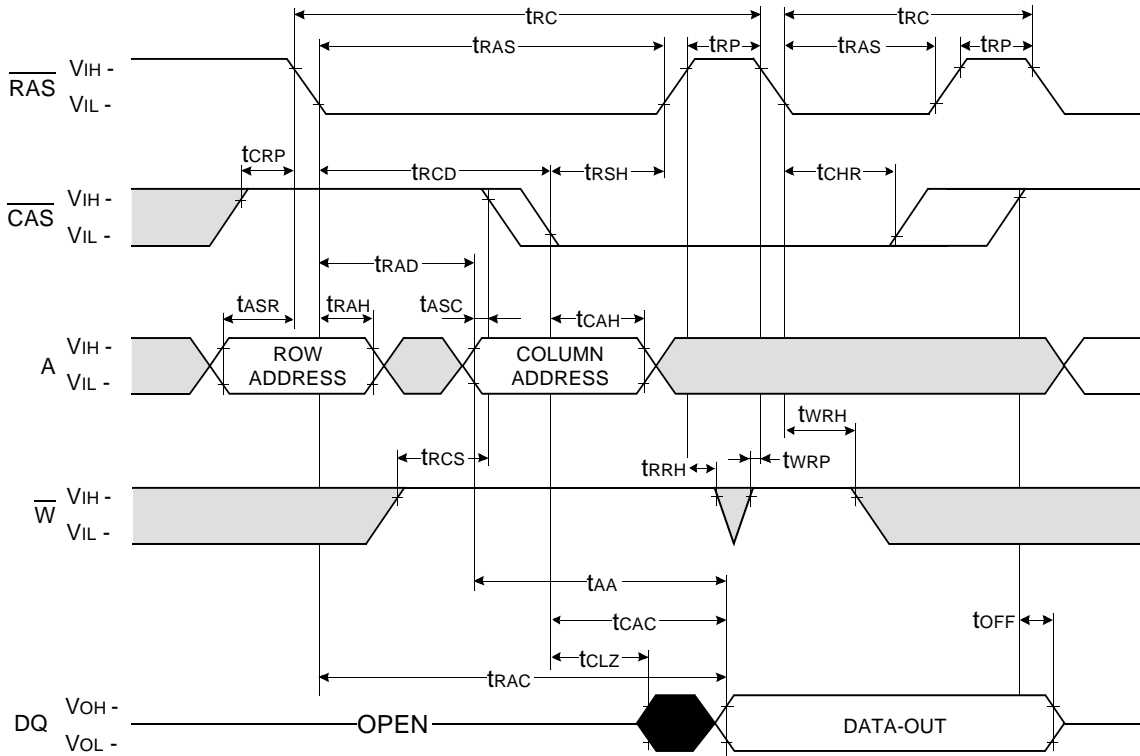 tRC tRC
tRAS tRP tRAS tRP
RAS VIH -
VIL -
tCRP tRCD tRSH tCHR
CAS VIH -
VIL -
tRAD
tASR tRAH tASC tCAH
A VIH -
VIL -
ROW ADDRESS
COLUMN ADDRESS
tWRH
tRCS tRRH tWRP
W VIH -
VIL -
tAA
tCAC tOFF
tCLZ
tRAC
DQ VOH -
VOL -
OPEN DATA-OUT